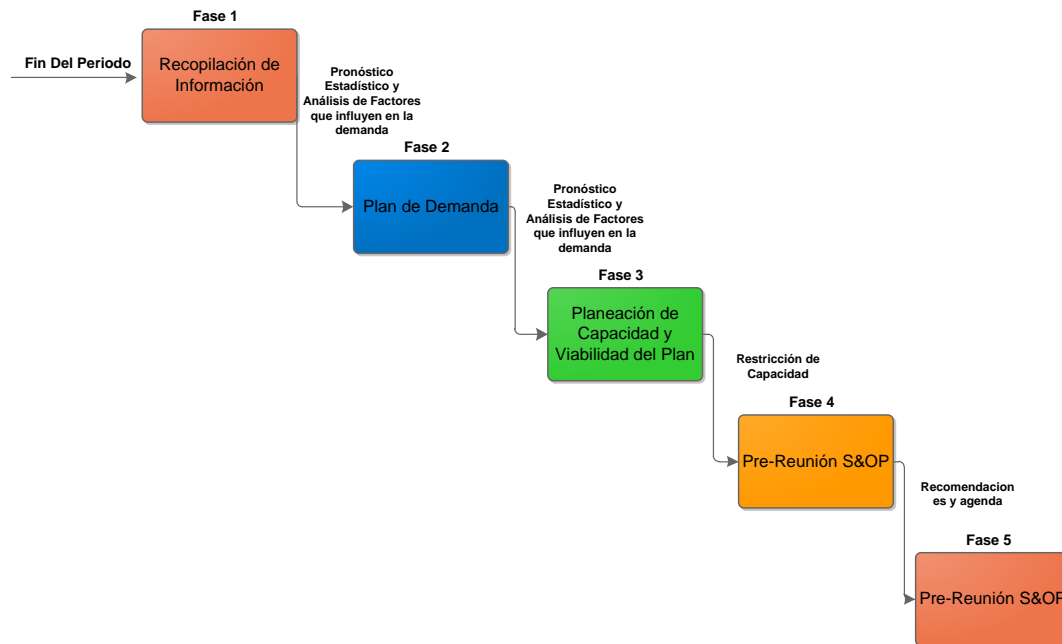 Fase 1
Fin Del Periodo
Recopilación de
Información
Pronóstico
Estadístico y
Análisis de Factores
que influyen en la
demanda
Fase 2
Plan de Demanda
Pronóstico
Estadístico y
Análisis de Factores
que influyen en la
demanda
Fase 3
Planeación de
Capacidad y
Viabilidad del Plan
Restricción de
Capacidad
Fase 4
Pre-Reunión S&OP
Recomendacion
es y agenda
Fase 5
Pre-Reunión S&OP